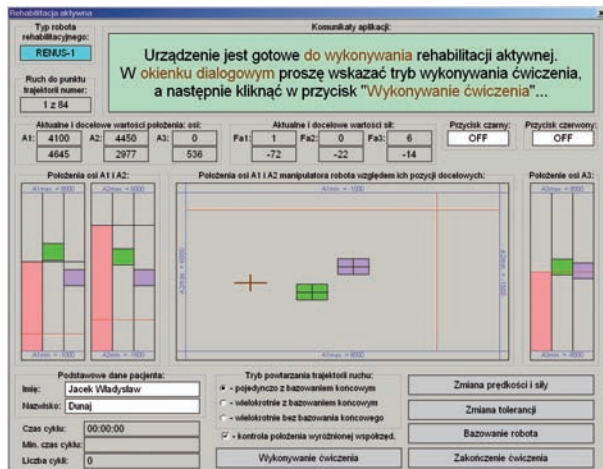 Rehabilitacja aktywna
Typ robota
rehabilitacyjnego:
RENUS-1
Ruch do punktu
trajektorii numer:
1 z 84
Komunikaty aplikacji:
Urządzenie jest gotowe do wykonywania rehabilitacji aktywnej.
W okienku dialogowym proszę wskazać tryb wykonywania ćwiczenia,
a następnie kliknąć w przycisk "Wykonywanie ćwiczenia"...
Aktualne i docelowe wartości położenia: osi:
A1: 4100 A2: 4450 A3: 0
4645 2977 536
Aktualne i docelowe wartości sił:
Fa1: 1 Fa2: 0 Fa3: 6
-72 -22 -14
Przycisk czarny:
OFF
Przycisk czerwony:
OFF
Położenia osi A1 i A2:
Położenia osi A1 i A2 manipulatora robota względem ich pozycji docelowych:
Położenie osi A3:
Podstawowe dane pacjenta:
Imię: Jacek Władysław
Nazwisko: Dunaj
Czas cyklu: 00:00:00
Min. czas cyklu:
Liczba cykli: 0
Tryb powtarzania trajektorii ruchu:
- pojedynczo z bazowaniem końcowym
- wielokrotnie z bazowaniem końcowym
- wielokrotnie bez bazowania końcowego
- kontrola położenia wyróżnionej współrzęd.
Wykonywanie ćwiczenia
Zmiana prędkości i siły
Zmiana tolerancji
Bazowanie robota
Zakończenie ćwiczenia